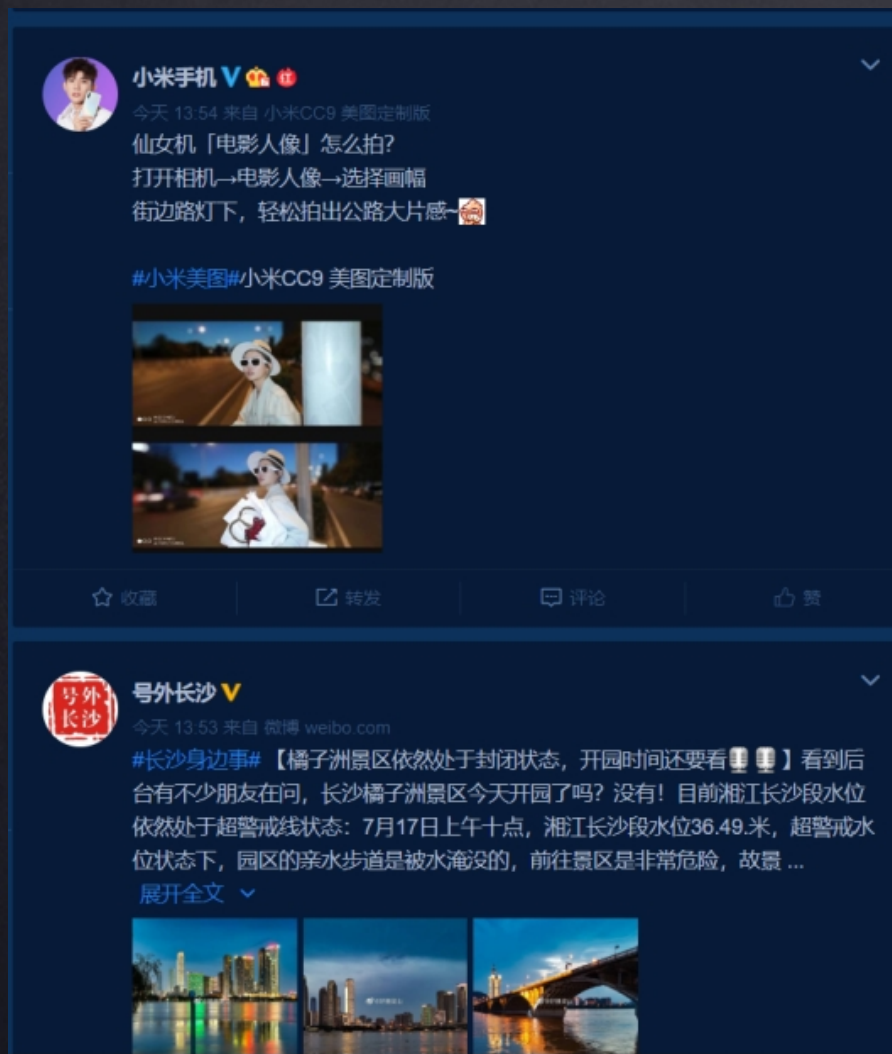 小米手机
今天 13:54 来自 小米CC9 美图定制版
仙女机「电影人像」怎么拍?
打开相机→电影人像→选择画幅
街边路灯下，轻松拍出公路大片感~
#小米美图#小米CC9 美图定制版
收藏 转发 评论 赞
号外长沙
号外长沙
今天 13:53 来自 微博 weibo.com
#长沙身边事# 【橘子洲景区依然处于封闭状态，开园时间还要看】看到后
台有不少朋友在问，长沙橘子洲景区今天开园了吗？没有！目前湘江长沙段水位
依然处于超警戒线状态：7月17日上午十点，湘江长沙段水位36.49.米，超警戒水
位状态下，园区的亲水步道是被水淹没的，前往景区是非常危险，故景 ...
展开全文